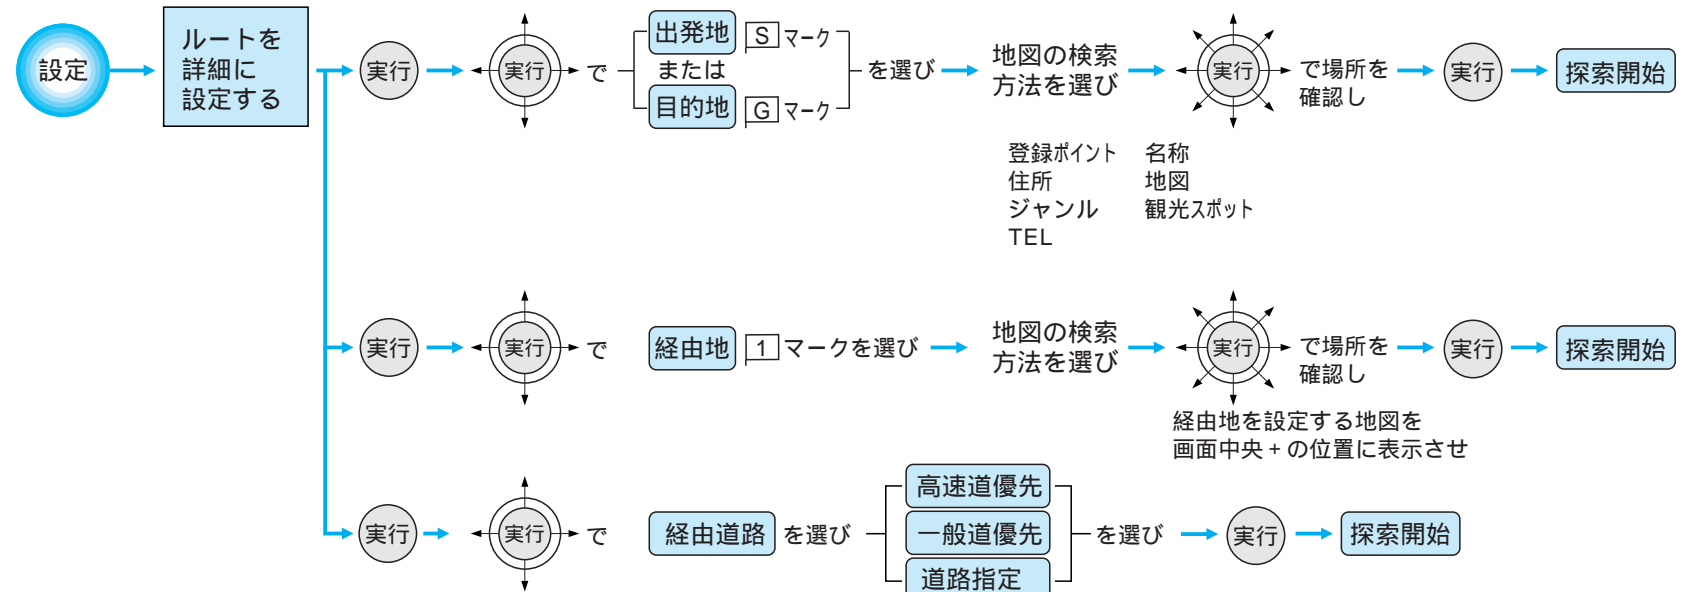 設定
ルートを
詳細に
設定する
実行
実行
で
出発地 S マーク
または
目的地 G マーク
を選び
地図の検索
方法を選び
実行
で場所を
確認し
実行
探索開始
登録ポイント 名称
住所 地図
ジャンル 観光スポット
TEL
実行
実行
で
経由地 1 マークを選び
地図の検索
方法を選び
実行
で場所を
確認し
実行
探索開始
経由地を設定する地図を
画面中央+の位置に表示させ
実行
実行
で
経由道路 を選び
高速道優先
一般道優先
道路指定
を選び
実行
探索開始